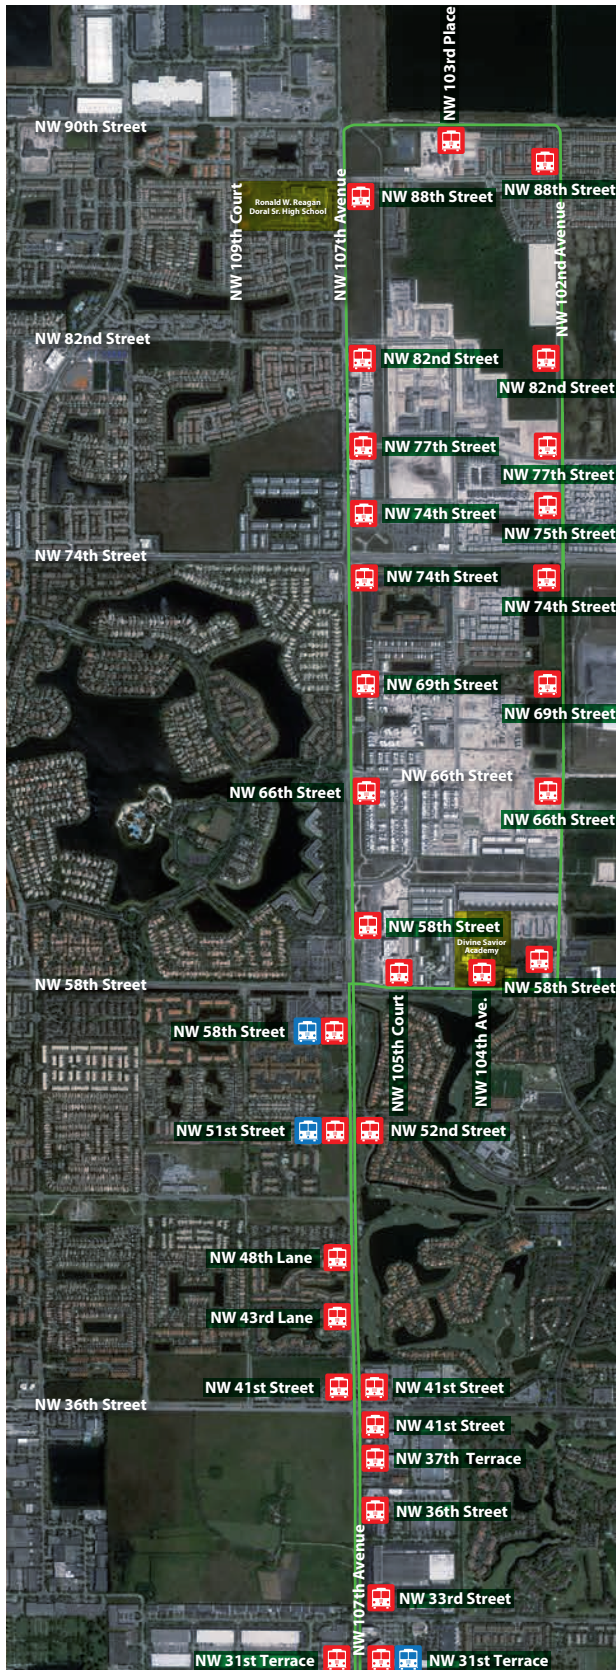 NW 103rd Place
NW 90th Street
NW 88th Street
NW 109th Court
Ronald W. Reagan
Doral Sr. High School
NW 107th Avenue
NW 88th Street
NW 102nd Avenue
NW 82nd Street
NW 82nd Street
NW 82nd Street
NW 77th Street
NW 77th Street
NW 74th Street
NW 75th Street
NW 74th Street
NW 74th Street
NW 74th Street
NW 69th Street
NW 69th Street
NW 66th Street
NW 66th Street
NW 66th Street
NW 58th Street
Divine Savior
Academy
NW 58th Street
NW 58th Street
NW 105th Court
NW 104th Ave.
NW 58th Street
NW 51st Street
NW 52nd Street
NW 48th Lane
NW 43rd Lane
NW 41st Street
NW 41st Street
NW 36th Street
NW 41st Street
NW 37th Terrace
NW 36th Street
NW 107th Avenue
NW 33rd Street
NW 31st Terrace
NW 31st Terrace